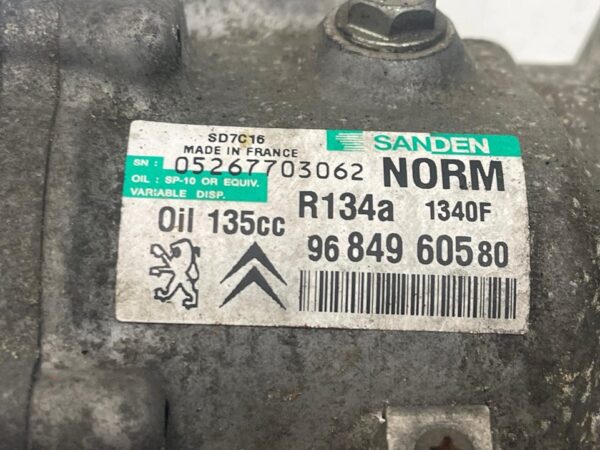 SD7C16
MADE IN FRANCE
SANDEN
SN : 05267703062
NORM
OIL : SP-10 OR EQUIV.
VARIABLE DISP.
R134a 1340F
Oil 135cc
96 849 605 80